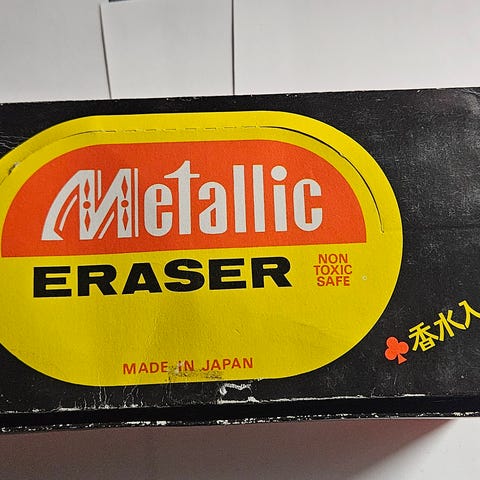 Metallic
ERASER
NON
TOXIC
SAFE
MADE IN JAPAN
香水入